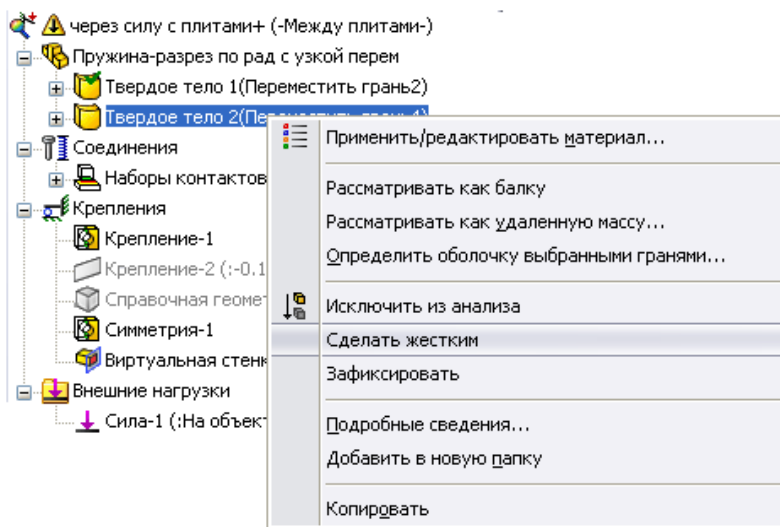 через силу с плитами+ (-Между плитами-)
Пружина-разрез по рад с узкой перем
Твердое тело 1(Переместить грань2)
Твердое тело 2(Переместить грань1)
Соединения
Наборы контактов
Крепления
Крепление-1
Крепление-2 (:-0.1
Справочная геомет
Симметрия-1
Виртуальная стенк
Внешние нагрузки
Сила-1 (:На объект
Применить/редактировать материал...
Рассматривать как балку
Рассматривать как удаленную массу...
Определить оболочку выбранными гранями...
Исключить из анализа
Сделать жестким
Зафиксировать
Подробные сведения...
Добавить в новую папку
Копировать